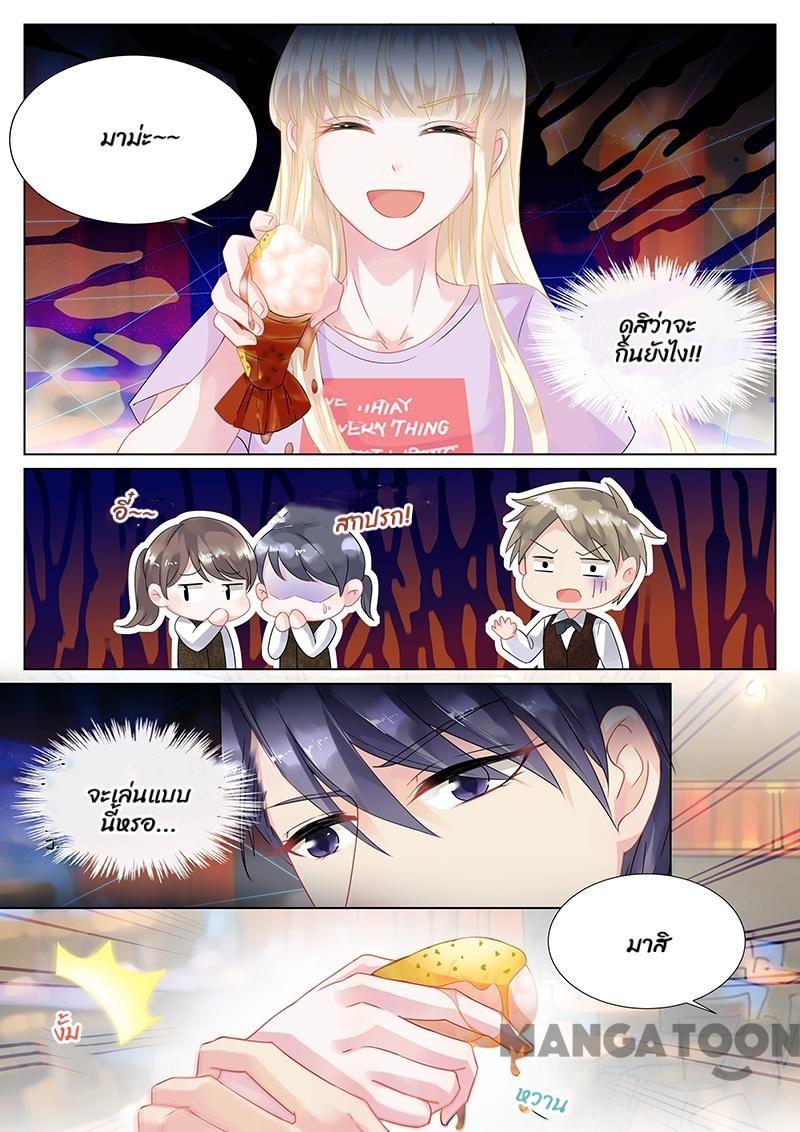 มาม่ะ~~
ดูสิว่าจะ
กินยังไง!!
EVERYTHING
อี๋~~
สกปรก!
จะเล่นแบบ
นี้หรอ...
มาสิ
งั้ม
หวาน
MANGATOON